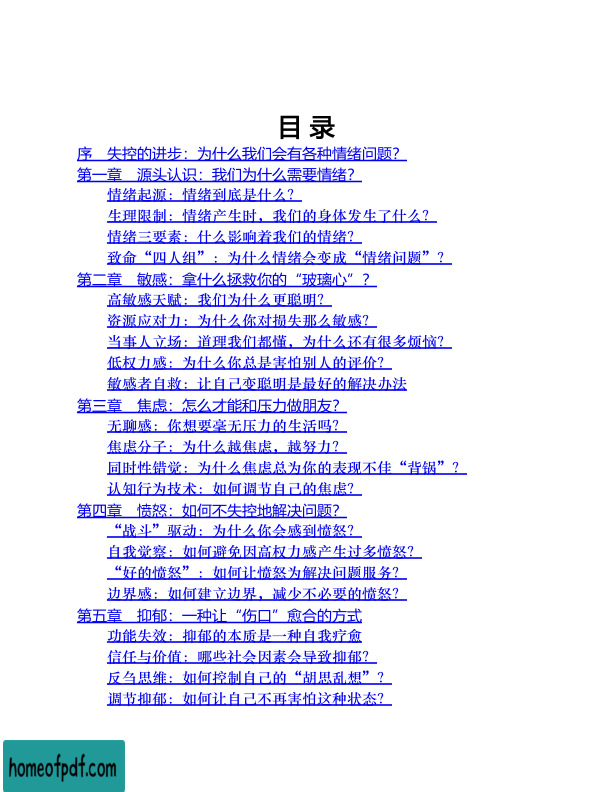 目 录
序　失控的进步：为什么我们会有各种情绪问题？
第一章　源头认识：我们为什么需要情绪？
情绪起源：情绪到底是什么？
生理限制：情绪产生时，我们的身体发生了什么？
情绪三要素：什么影响着我们的情绪？
致命“四人组”：为什么情绪会变成“情绪问题”？
第二章　敏感：拿什么拯救你的“玻璃心”？
高敏感天赋：我们为什么更聪明？
资源应对力：为什么你对损失那么敏感？
当事人立场：道理我们都懂，为什么还有很多烦恼？
低权力感：为什么你总是害怕别人的评价？
敏感者自救：让自己变聪明是最好的解决办法
第三章　焦虑：怎么才能和压力做朋友？
无聊感：你想要毫无压力的生活吗？
焦虑分子：为什么越焦虑，越努力？
同时性错觉：为什么焦虑总为你的表现不佳“背锅”？
认知行为技术：如何调节自己的焦虑？
第四章　愤怒：如何不失控地解决问题？
“战斗”驱动：为什么你会感到愤怒？
自我觉察：如何避免因高权力感产生过多愤怒？
“好的愤怒”：如何让愤怒为解决问题服务？
边界感：如何建立边界，减少不必要的愤怒？
第五章　抑郁：一种让“伤口”愈合的方式
功能失效：抑郁的本质是一种自我疗愈
信任与价值：哪些社会因素会导致抑郁？
反刍思维：如何控制自己的“胡思乱想”？
调节抑郁：如何让自己不再害怕这种状态？
homeofpdf.com